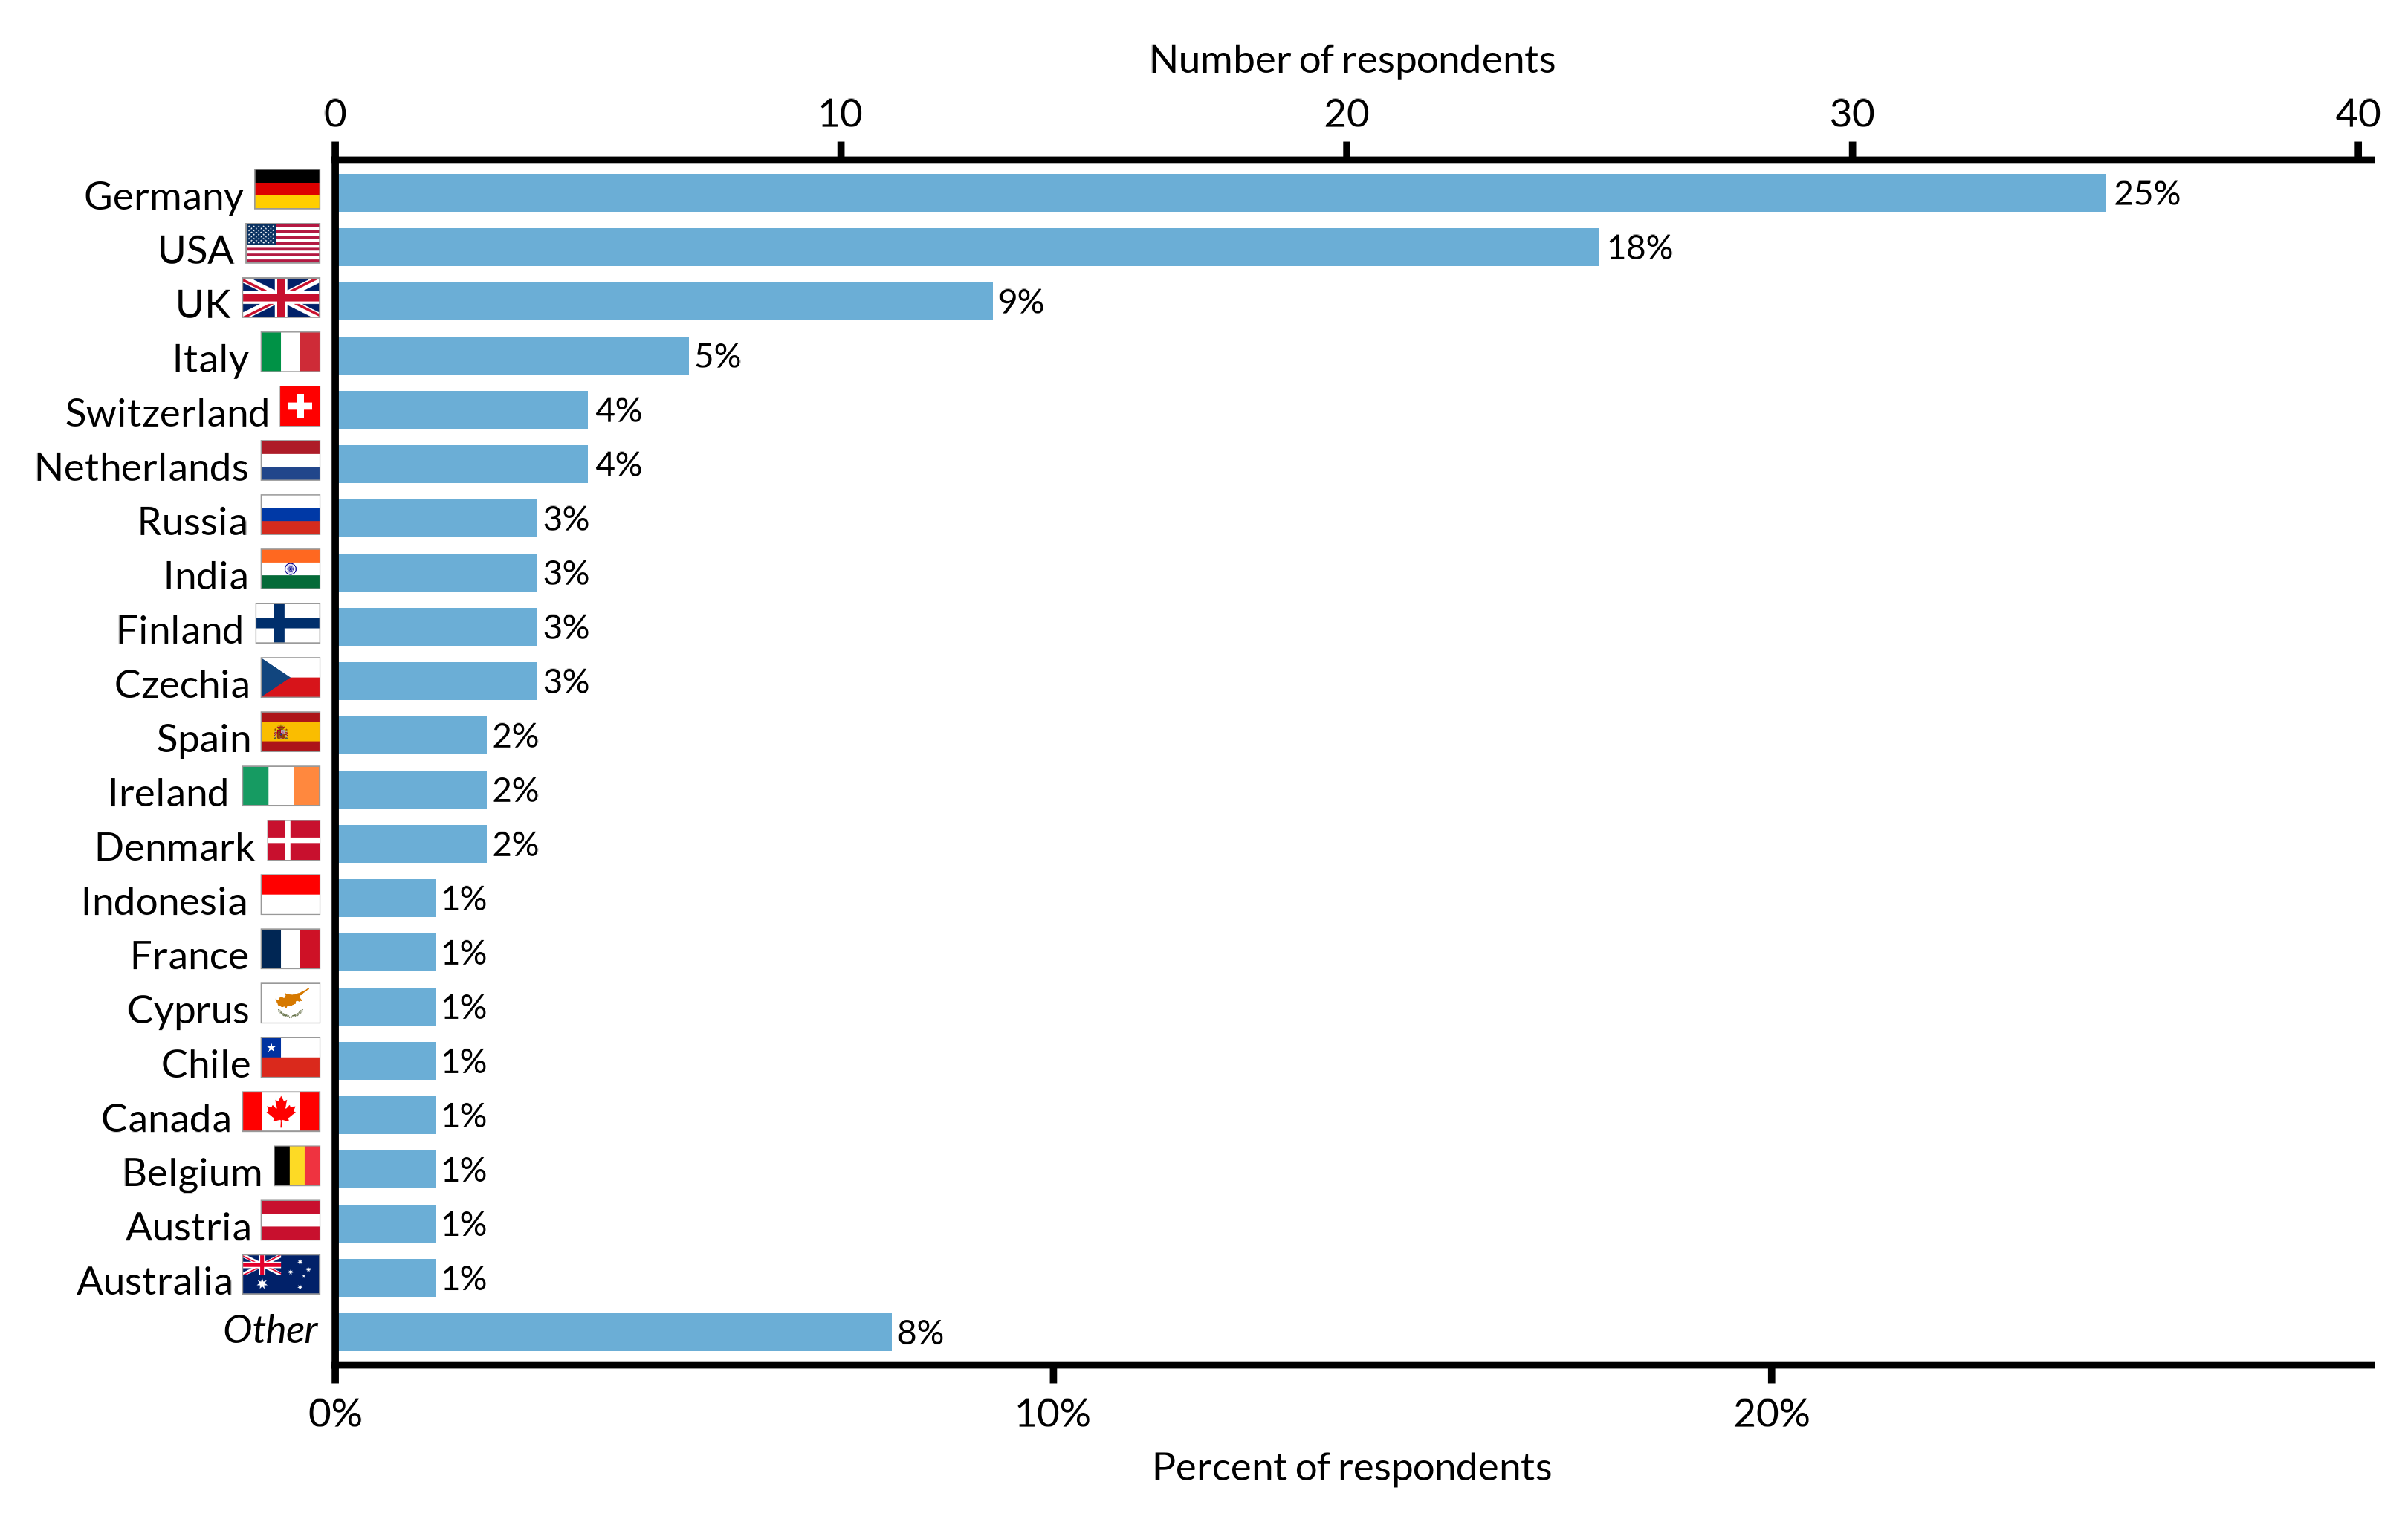 Number of respondents
0 10 20 30 40
Germany 25%
USA 18%
UK 9%
Italy 5%
Switzerland 4%
Netherlands 4%
Russia 3%
India 3%
Finland 3%
Czechia 3%
Spain 2%
Ireland 2%
Denmark 2%
Indonesia 1%
France 1%
Cyprus 1%
Chile 1%
Canada 1%
Belgium 1%
Austria 1%
Australia 1%
Other 8%
0% 10% 20%
Percent of respondents